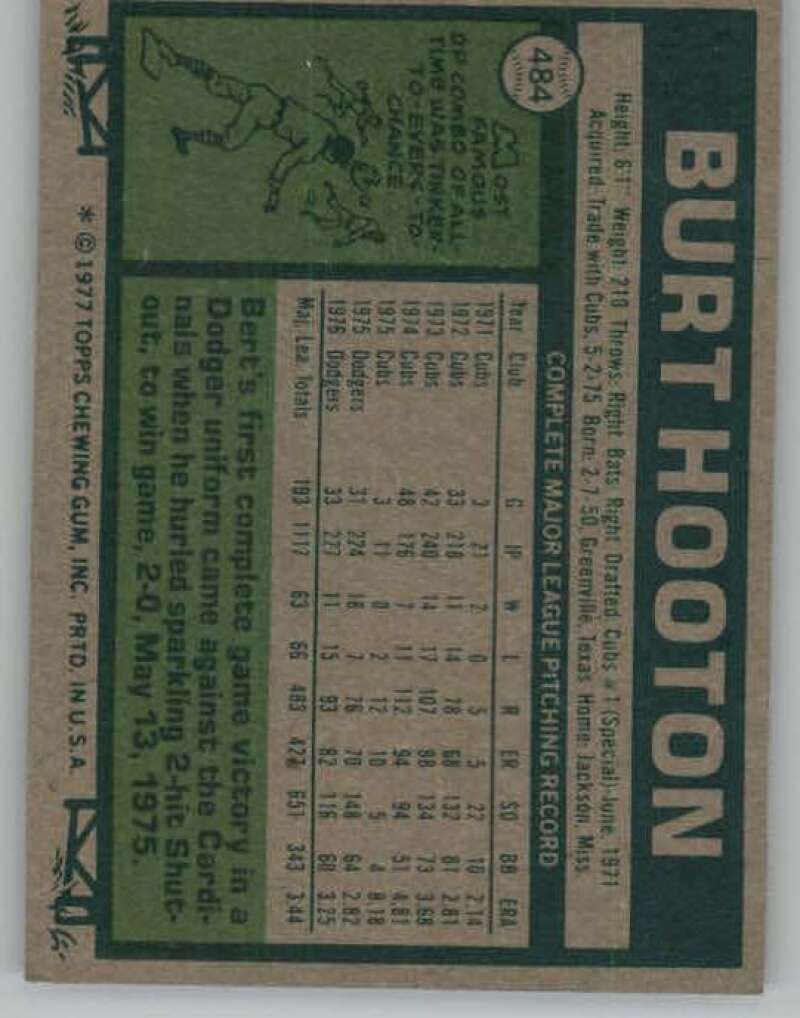 484
BURT HOOTON
Height: 6'1" Weight: 210 Throws: Right Bats: Right Drafted: Cubs #1 (Special)-June, 1971
Acquired: Trade with Cubs, 5-2-75 Born: 2-7-50, Greenville, Texas Home: Jackson, Miss
COMPLETE MAJOR LEAGUE PITCHING RECORD
Year Club G IP W L R ER SO BB ERA
1971 Cubs 3 21 2 0 5 5 22 10 2.14
1972 Cubs 33 218 11 14 78 68 132 81 2.81
1973 Cubs 42 240 14 17 107 98 134 73 3.68
1974 Cubs 48 176 7 11 112 94 94 51 4.81
1975 Cubs 3 11 0 2 12 10 5 4 8.18
1975 Dodgers 31 224 18 7 76 70 148 64 2.82
1976 Dodgers 33 227 11 15 93 82 116 60 3.25
Maj. Lea. Totals 193 1117 63 66 483 427 651 343 3.44
MOST
FAMOUS
DP COMBO OF ALL-
TIME WAS TINKER-
TO-EVERS-TO-
CHANCE
Bert's first complete game victory in a
Dodger uniform came against the Cardi-
nals when he hurled sparkling 2-hit Shut-
out, to win game, 2-0, May 13, 1975.
* © 1977 TOPPS CHEWING GUM, INC. PRTD. IN U.S.A.